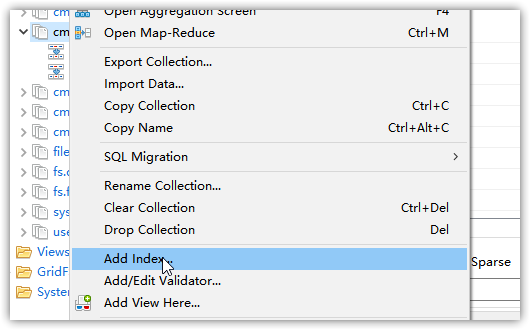 cm
Open Aggregation Screen F4
cm Open Map-Reduce Ctrl+M
Export Collection...
Import Data...
cm Copy Collection Ctrl+C
cm Copy Name Ctrl+Alt+C
cm
file SQL Migration
fs.c
fs.f Rename Collection...
sys Clear Collection Ctrl+Del
use Drop Collection Del
Views
Add Index... Sparse
GridF
Add/Edit Validator...
System
Add View Here...